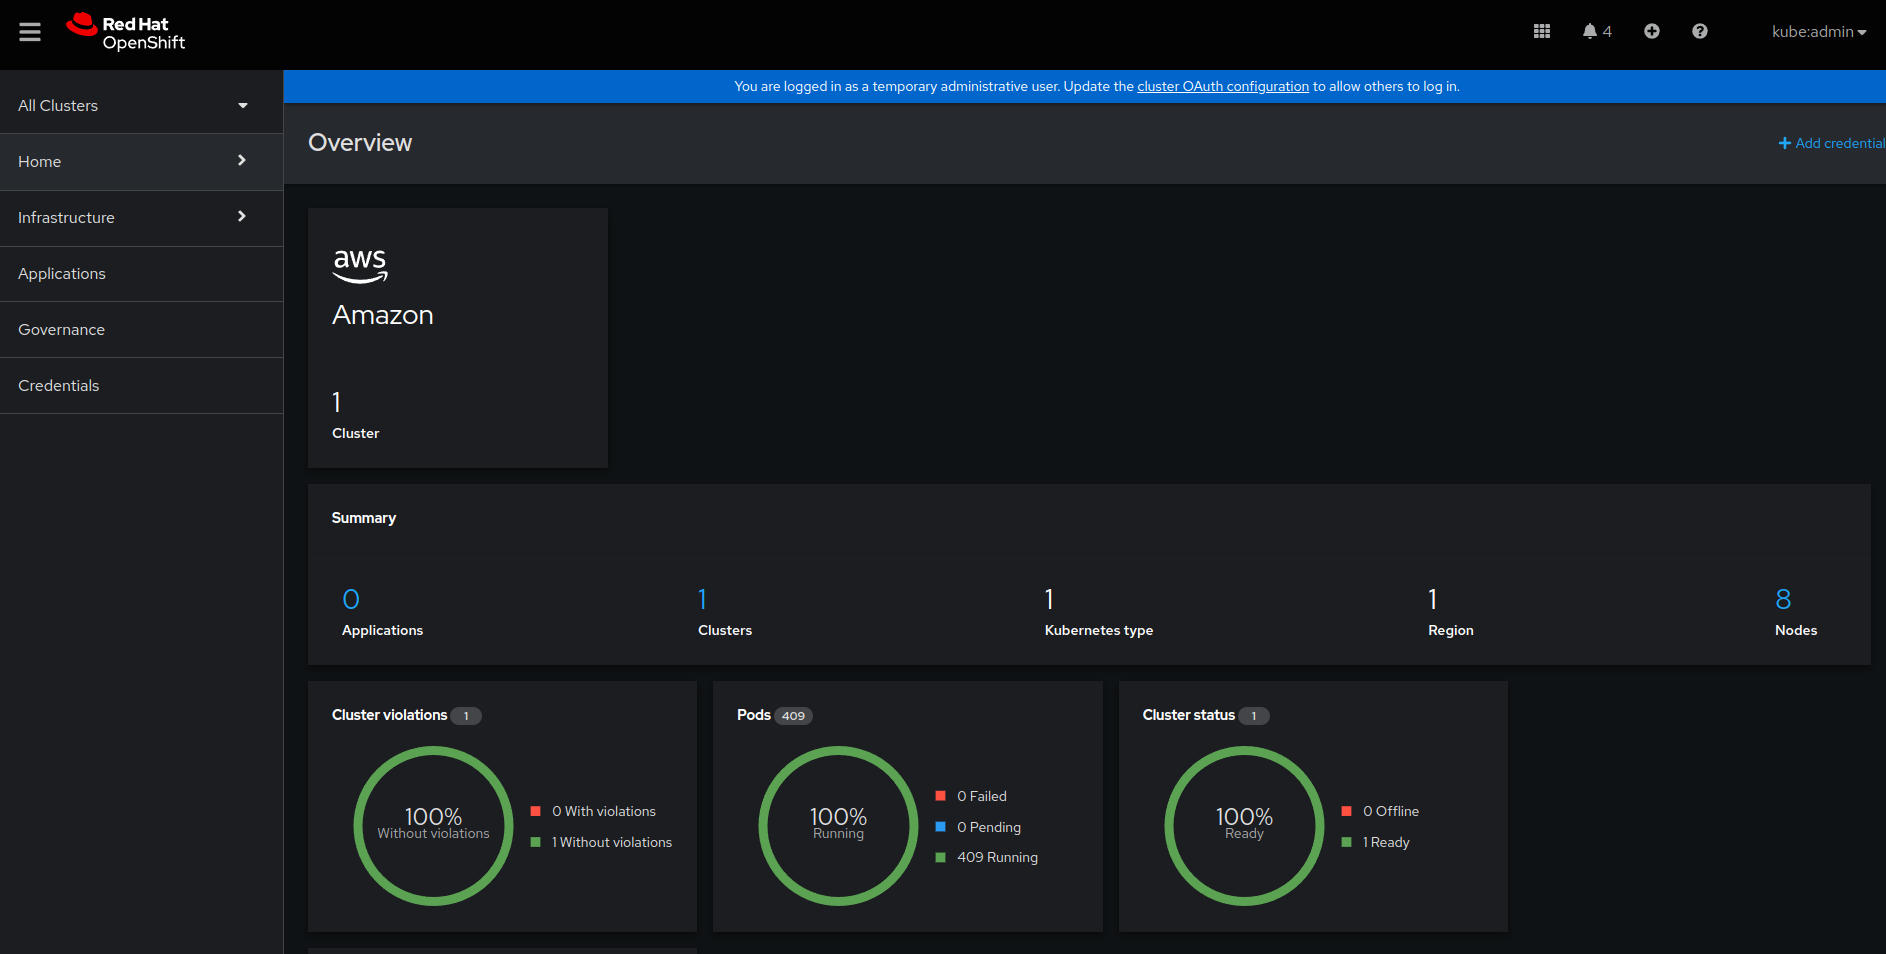 Red Hat
OpenShift
4
kube:admin
All Clusters
Home
Infrastructure
Applications
Governance
Credentials
You are logged in as a temporary administrative user. Update the cluster OAuth configuration to allow others to log in.
Overview
Add credential
aws
Amazon
1
Cluster
Summary
0
Applications
1
Clusters
1
Kubernetes type
1
Region
8
Nodes
Cluster violations 1
100%
Without violations
0 With violations
1 Without violations
Pods 409
100%
Running
0 Failed
0 Pending
409 Running
Cluster status 1
100%
Ready
0 Offline
1 Ready